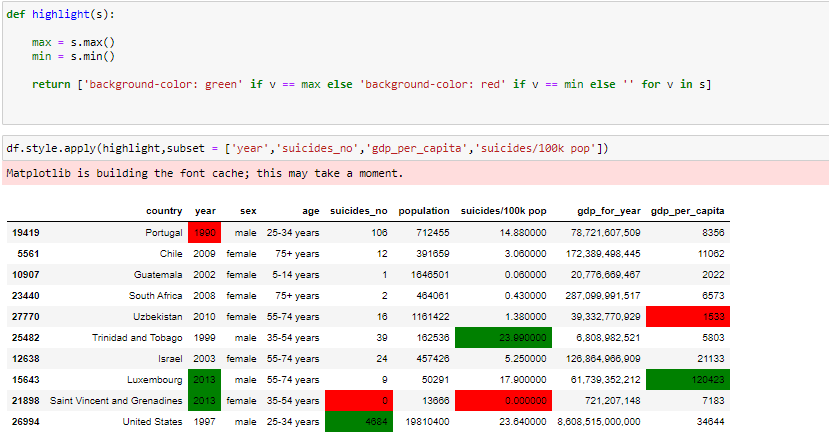 def highlight(s):
max = s.max()
min = s.min()
return ['background-color: green' if v == max else 'background-color: red' if v == min else '' for v in s]
df.style.apply(highlight,subset = ['year','suicides_no','gdp_per_capita','suicides/100k pop'])
Matplotlib is building the font cache; this may take a moment.
country year sex age suicides_no population suicides/100k pop gdp_for_year gdp_per_capita
19419 Portugal 1990 male 25-34 years 106 712455 14.880000 78,721,607,509 8356
5561 Chile 2009 female 75+ years 12 391659 3.060000 172,389,498,445 11062
10907 Guatemala 2002 female 5-14 years 1 1646501 0.060000 20,776,669,467 2022
23440 South Africa 2008 female 75+ years 2 464061 0.430000 287,099,991,517 6573
27770 Uzbekistan 2010 female 55-74 years 16 1161422 1.380000 39,332,770,929 1533
25482 Trinidad and Tobago 1999 male 35-54 years 39 162536 23.990000 6,808,982,521 5803
12638 Israel 2003 female 55-74 years 24 457426 5.250000 126,864,966,909 21133
15643 Luxembourg 2013 male 55-74 years 9 50291 17.900000 61,739,352,212 120423
21898 Saint Vincent and Grenadines 2013 female 35-54 years 0 13666 0.000000 721,207,148 7183
26994 United States 1997 male 25-34 years 4684 19810400 23.640000 8,608,515,000,000 34644